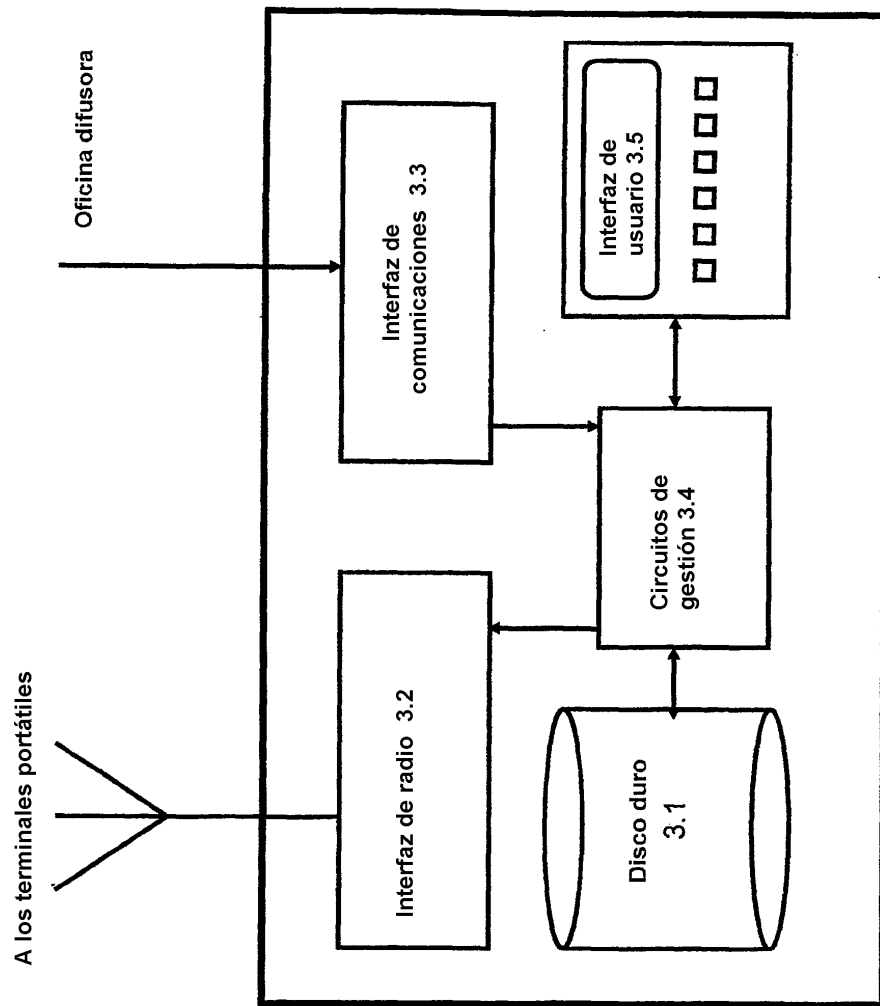 A los terminales portátiles
Oficina difusora
Interfaz de radio 3.2
Interfaz de
comunicaciones 3.3
Disco duro
3.1
Circuitos de
gestión 3.4
Interfaz de
usuario 3.5